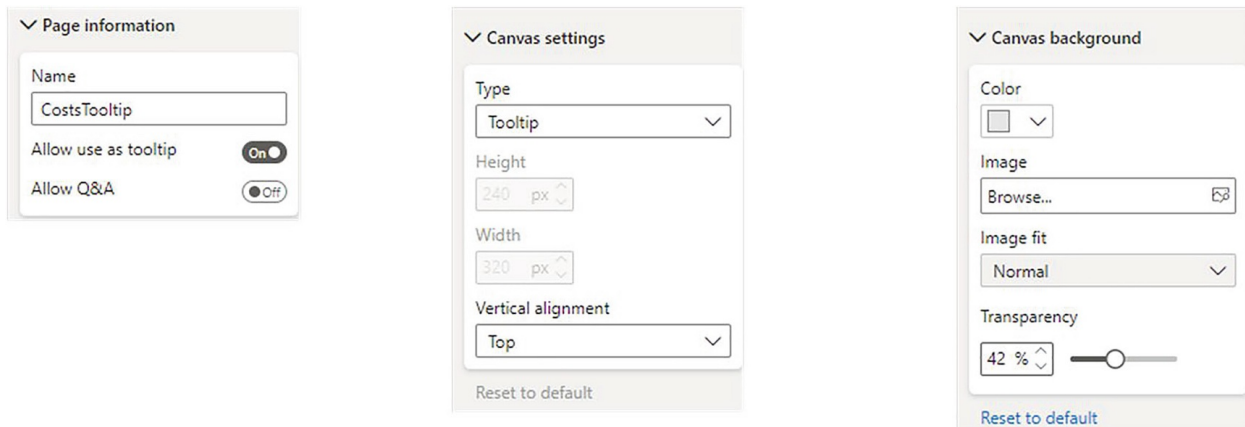 Page information
Name
CostsTooltip
Allow use as tooltip On
Allow Q&A Off
Canvas settings
Type
Tooltip
Height
240 px
Width
320 px
Vertical alignment
Top
Reset to default
Canvas background
Color
Image
Browse...
Image fit
Normal
Transparency
42 %
Reset to default